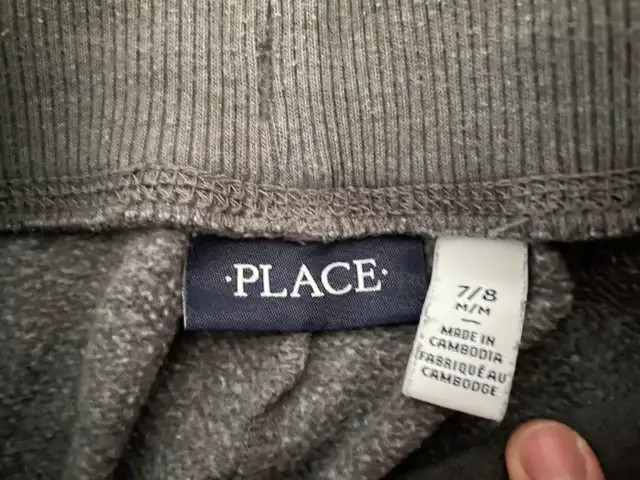 ·PLACE·
7/8
M/M
MADE IN
CAMBODIA
FABRIQUÉ AU
CAMBODGE